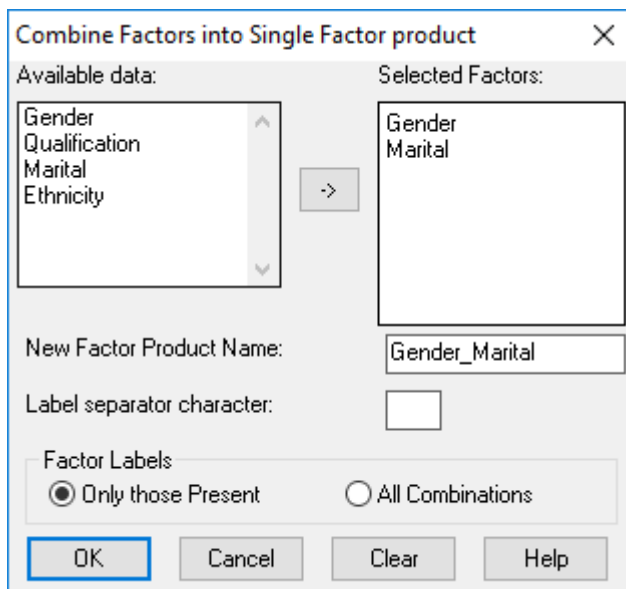 Combine Factors into Single Factor product
Available data:
Selected Factors:
Gender
Qualification
Marital
Ethnicity
->
Gender
Marital
New Factor Product Name:
Gender_Marital
Label separator character:
Factor Labels
Only those Present
All Combinations
OK
Cancel
Clear
Help